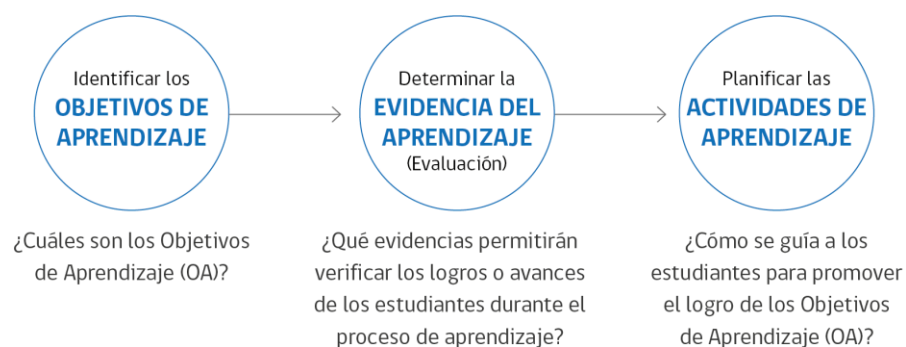 Identificar los
OBJETIVOS DE
APRENDIZAJE
¿Cuáles son los Objetivos
de Aprendizaje (OA)?
Determinar la
EVIDENCIA DEL
APRENDIZAJE
(Evaluación)
¿Qué evidencias permitirán
verificar los logros o avances
de los estudiantes durante el
proceso de aprendizaje?
Planificar las
ACTIVIDADES DE
APRENDIZAJE
¿Cómo se guía a los
estudiantes para promover
el logro de los Objetivos
de Aprendizaje (OA)?